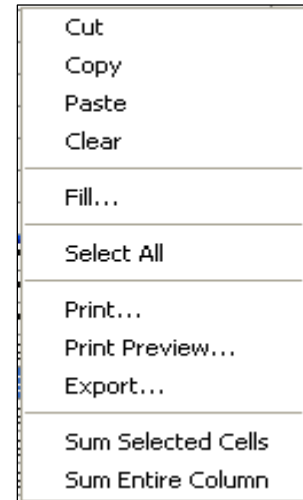 Cut
Copy
Paste
Clear
Fill...
Select All
Print...
Print Preview...
Export...
Sum Selected Cells
Sum Entire Column